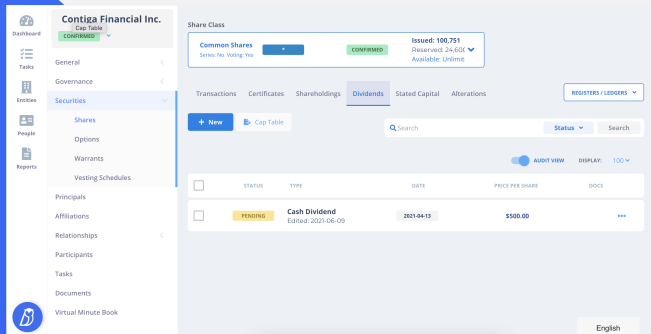 Contiga Financial Inc.
Cap Table
CONFIRMED
Dashboard
Tasks
Entities
People
Reports
General
Governance
Securities
Shares
Options
Warrants
Vesting Schedules
Principals
Affiliations
Relationships
Participants
Tasks
Documents
Virtual Minute Book
Share Class
Common Shares
Series: No Voting: Yes
*
CONFIRMED
Issued: 100,751
Reserved: 24,600
Available: Unlimit
Transactions Certificates Shareholdings Dividends Stated Capital Alterations
REGISTERS / LEDGERS
+ New
Cap Table
Search
Status
Search
AUDIT VIEW DISPLAY: 100
STATUS TYPE DATE PRICE PER SHARE DOCS
PENDING
Cash Dividend
Edited: 2021-06-09
2021-04-13
$500.00
English